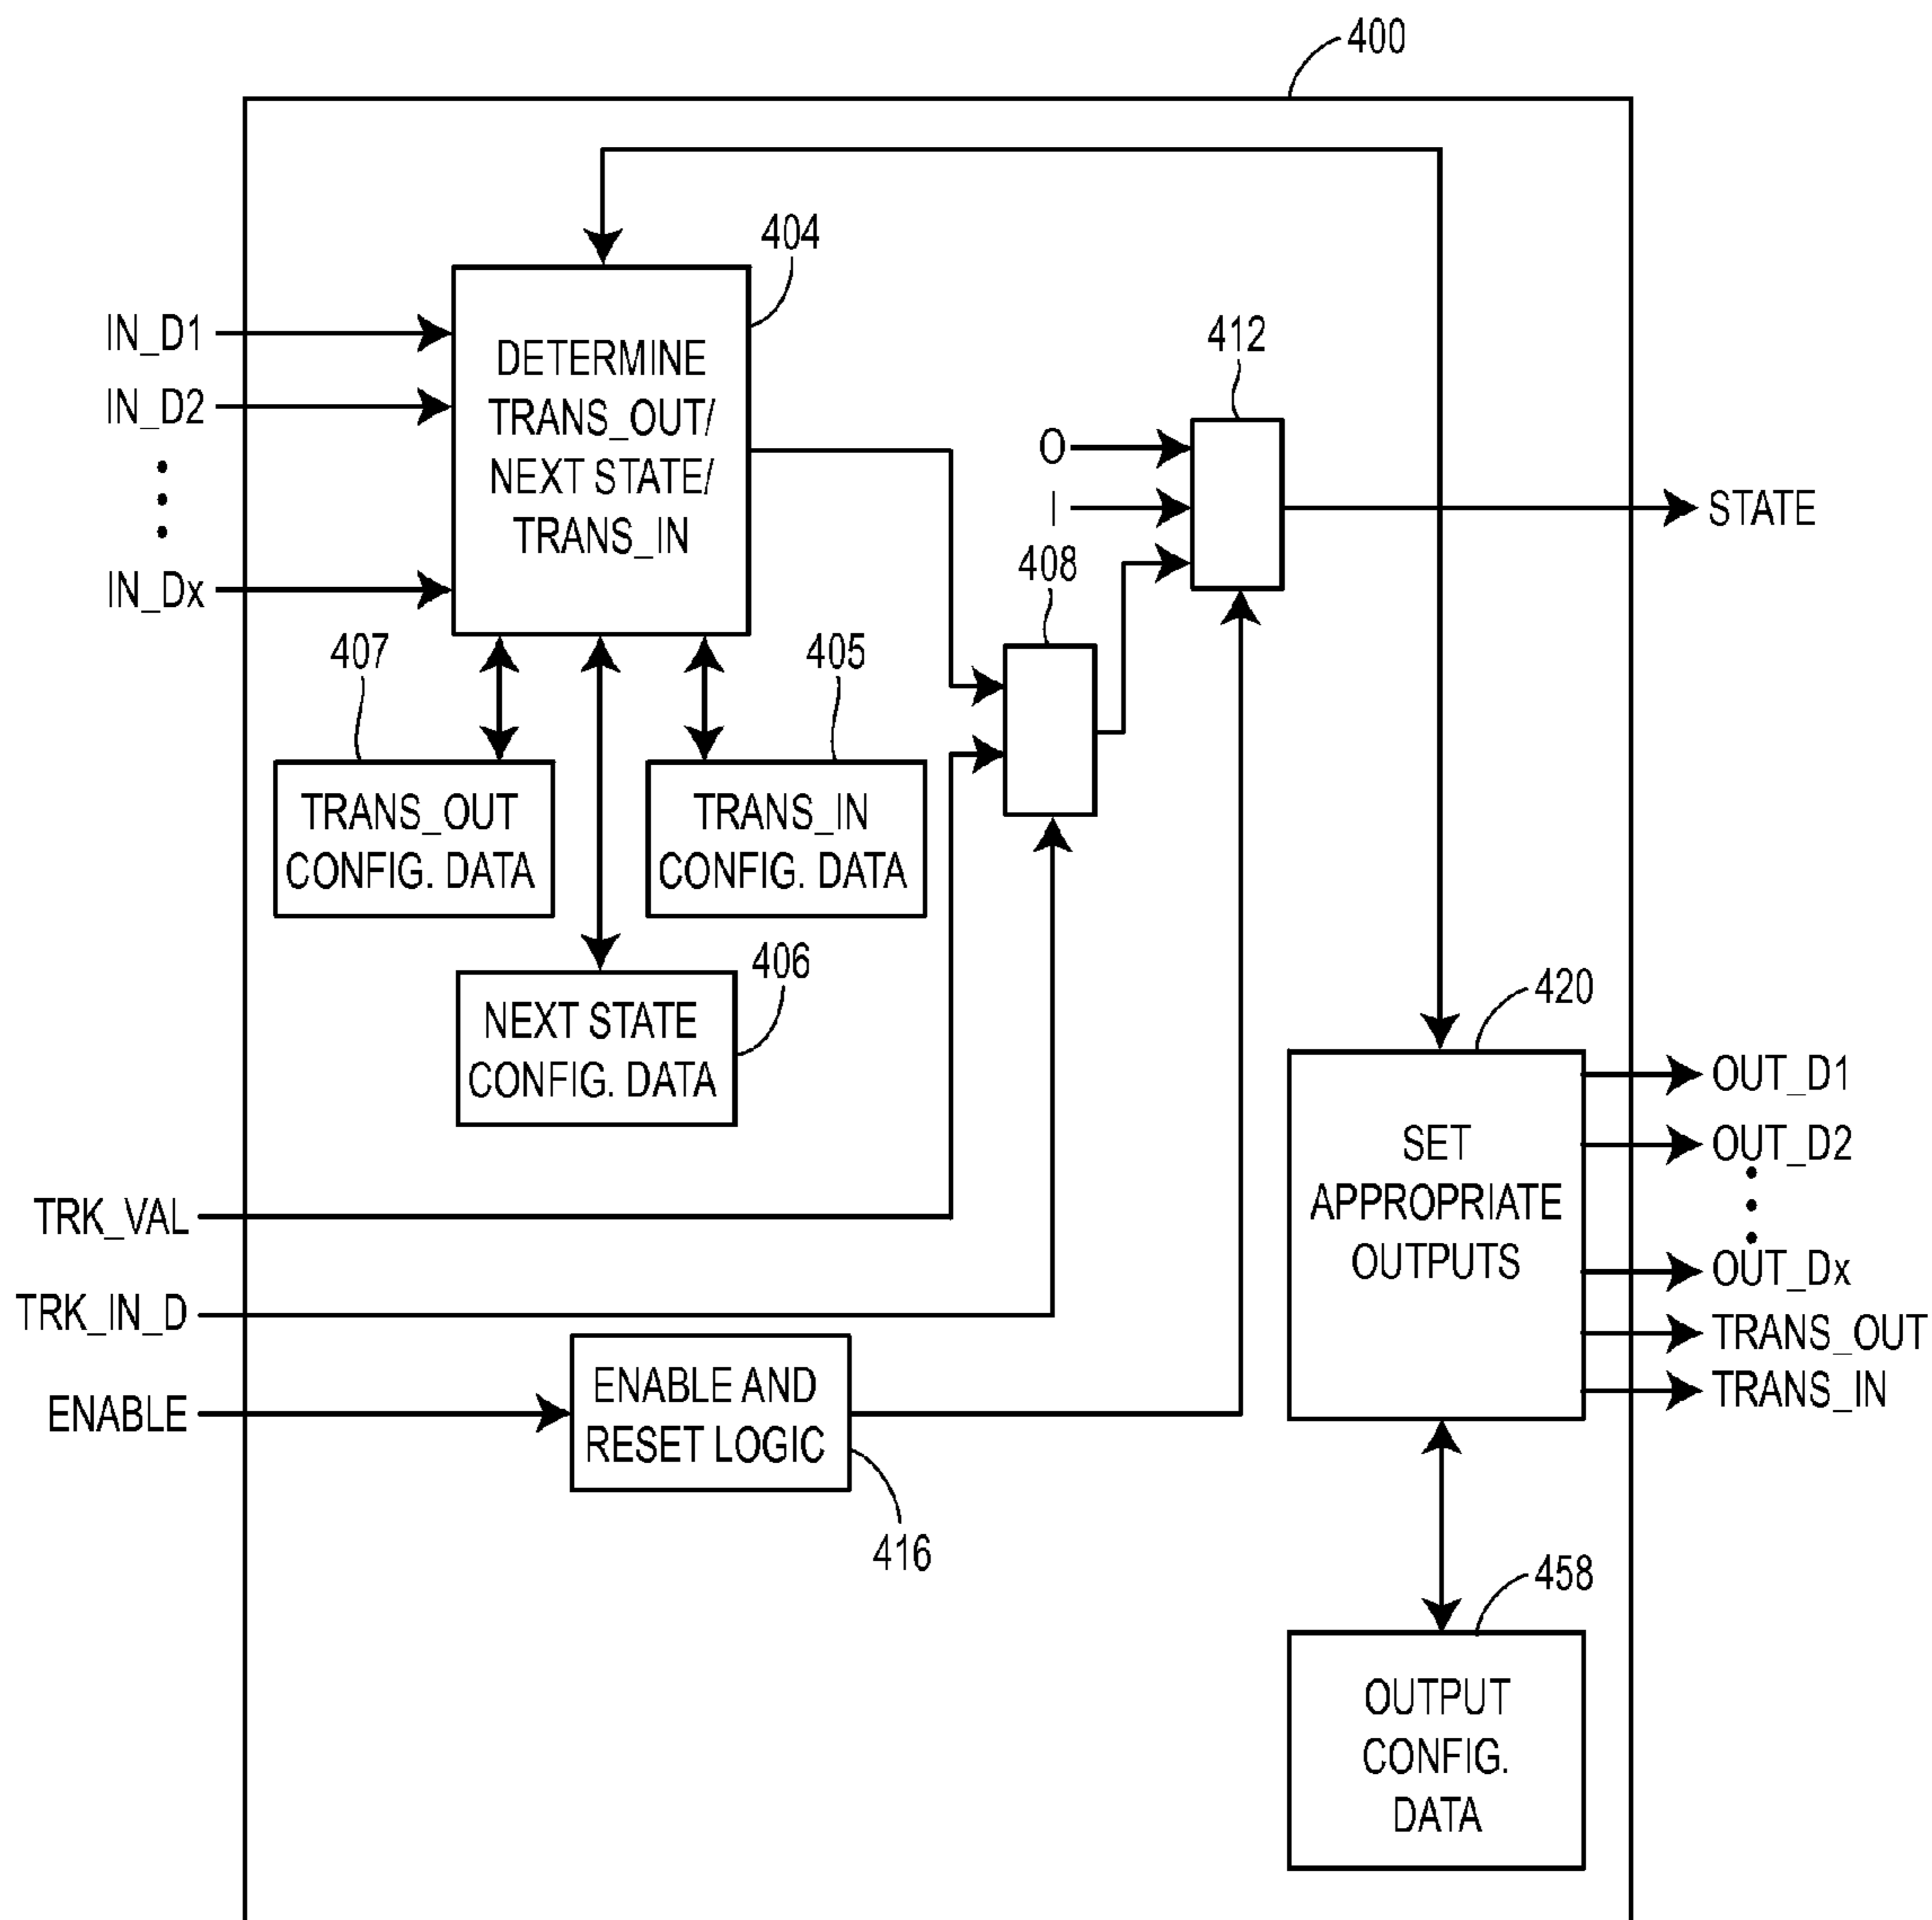 400
404
IN_D1
IN_D2
IN_Dx
DETERMINE
TRANS_OUT/
NEXT STATE/
TRANS_IN
412
O
I
STATE
408
407
405
TRANS_OUT
CONFIG. DATA
TRANS_IN
CONFIG. DATA
406
NEXT STATE
CONFIG. DATA
420
SET
APPROPRIATE
OUTPUTS
OUT_D1
OUT_D2
OUT_Dx
TRANS_OUT
TRANS_IN
TRK_VAL
TRK_IN_D
ENABLE
ENABLE AND
RESET LOGIC
416
458
OUTPUT
CONFIG.
DATA